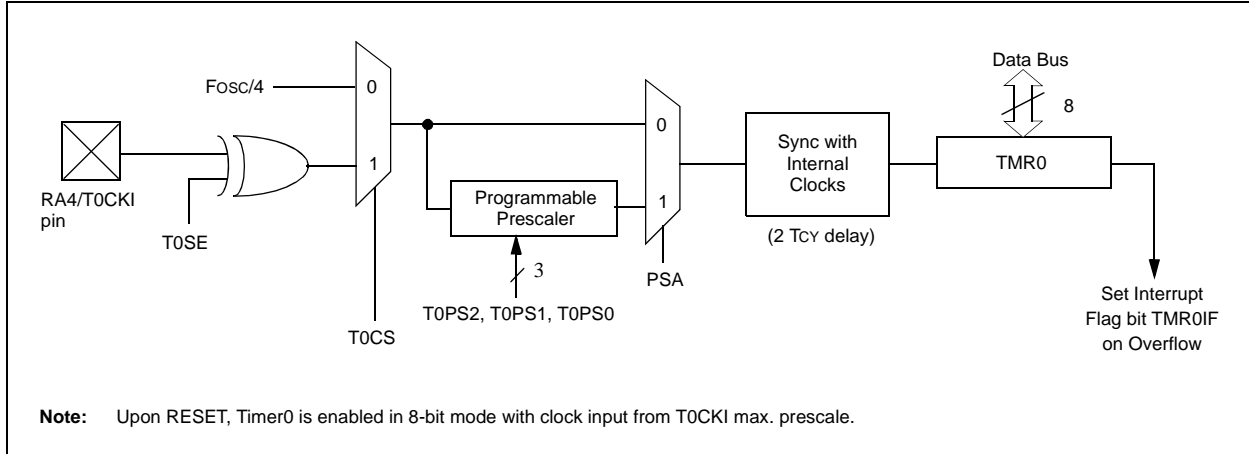 Data Bus
8
FOSC/4
0
1
RA4/T0CKI
pin
T0SE
T0CS
Programmable
Prescaler
3
T0PS2, T0PS1, T0PS0
0
1
PSA
Sync with
Internal
Clocks
(2 TCY delay)
TMR0
Set Interrupt
Flag bit TMR0IF
on Overflow
Note: Upon RESET, Timer0 is enabled in 8-bit mode with clock input from T0CKI max. prescale.